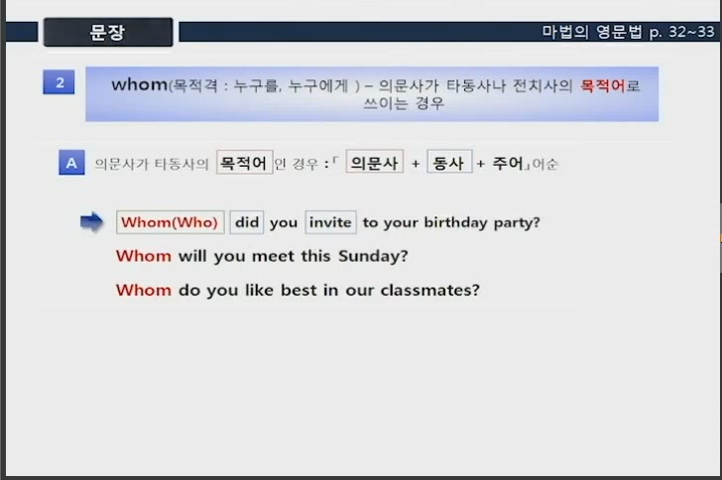 문장
마법의 영문법 p. 32~33
2
whom(목적격 : 누구를, 누구에게 ) – 의문사가 타동사나 전치사의 목적어로
쓰이는 경우
A 의문사가 타동사의 목적어인 경우 :「 의문사 + 동사 + 주어」어순
Whom(Who) did you invite to your birthday party?
Whom will you meet this Sunday?
Whom do you like best in our classmates?